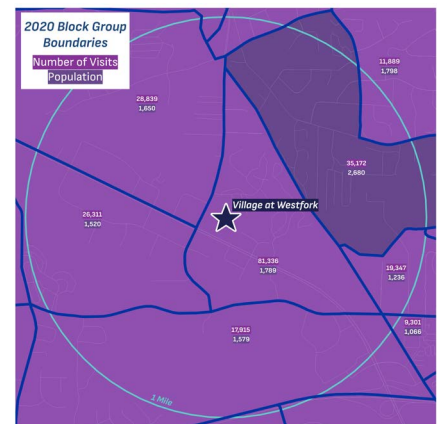 2020 Block Group
Boundaries
Number of Visits
Population
11,889
1,798
28,839
1,650
35,172
2,680
Village at Westfork
26,311
1,520
81,336
1,789
19,347
1,236
9,301
1,066
17,915
1,579
1 Mile